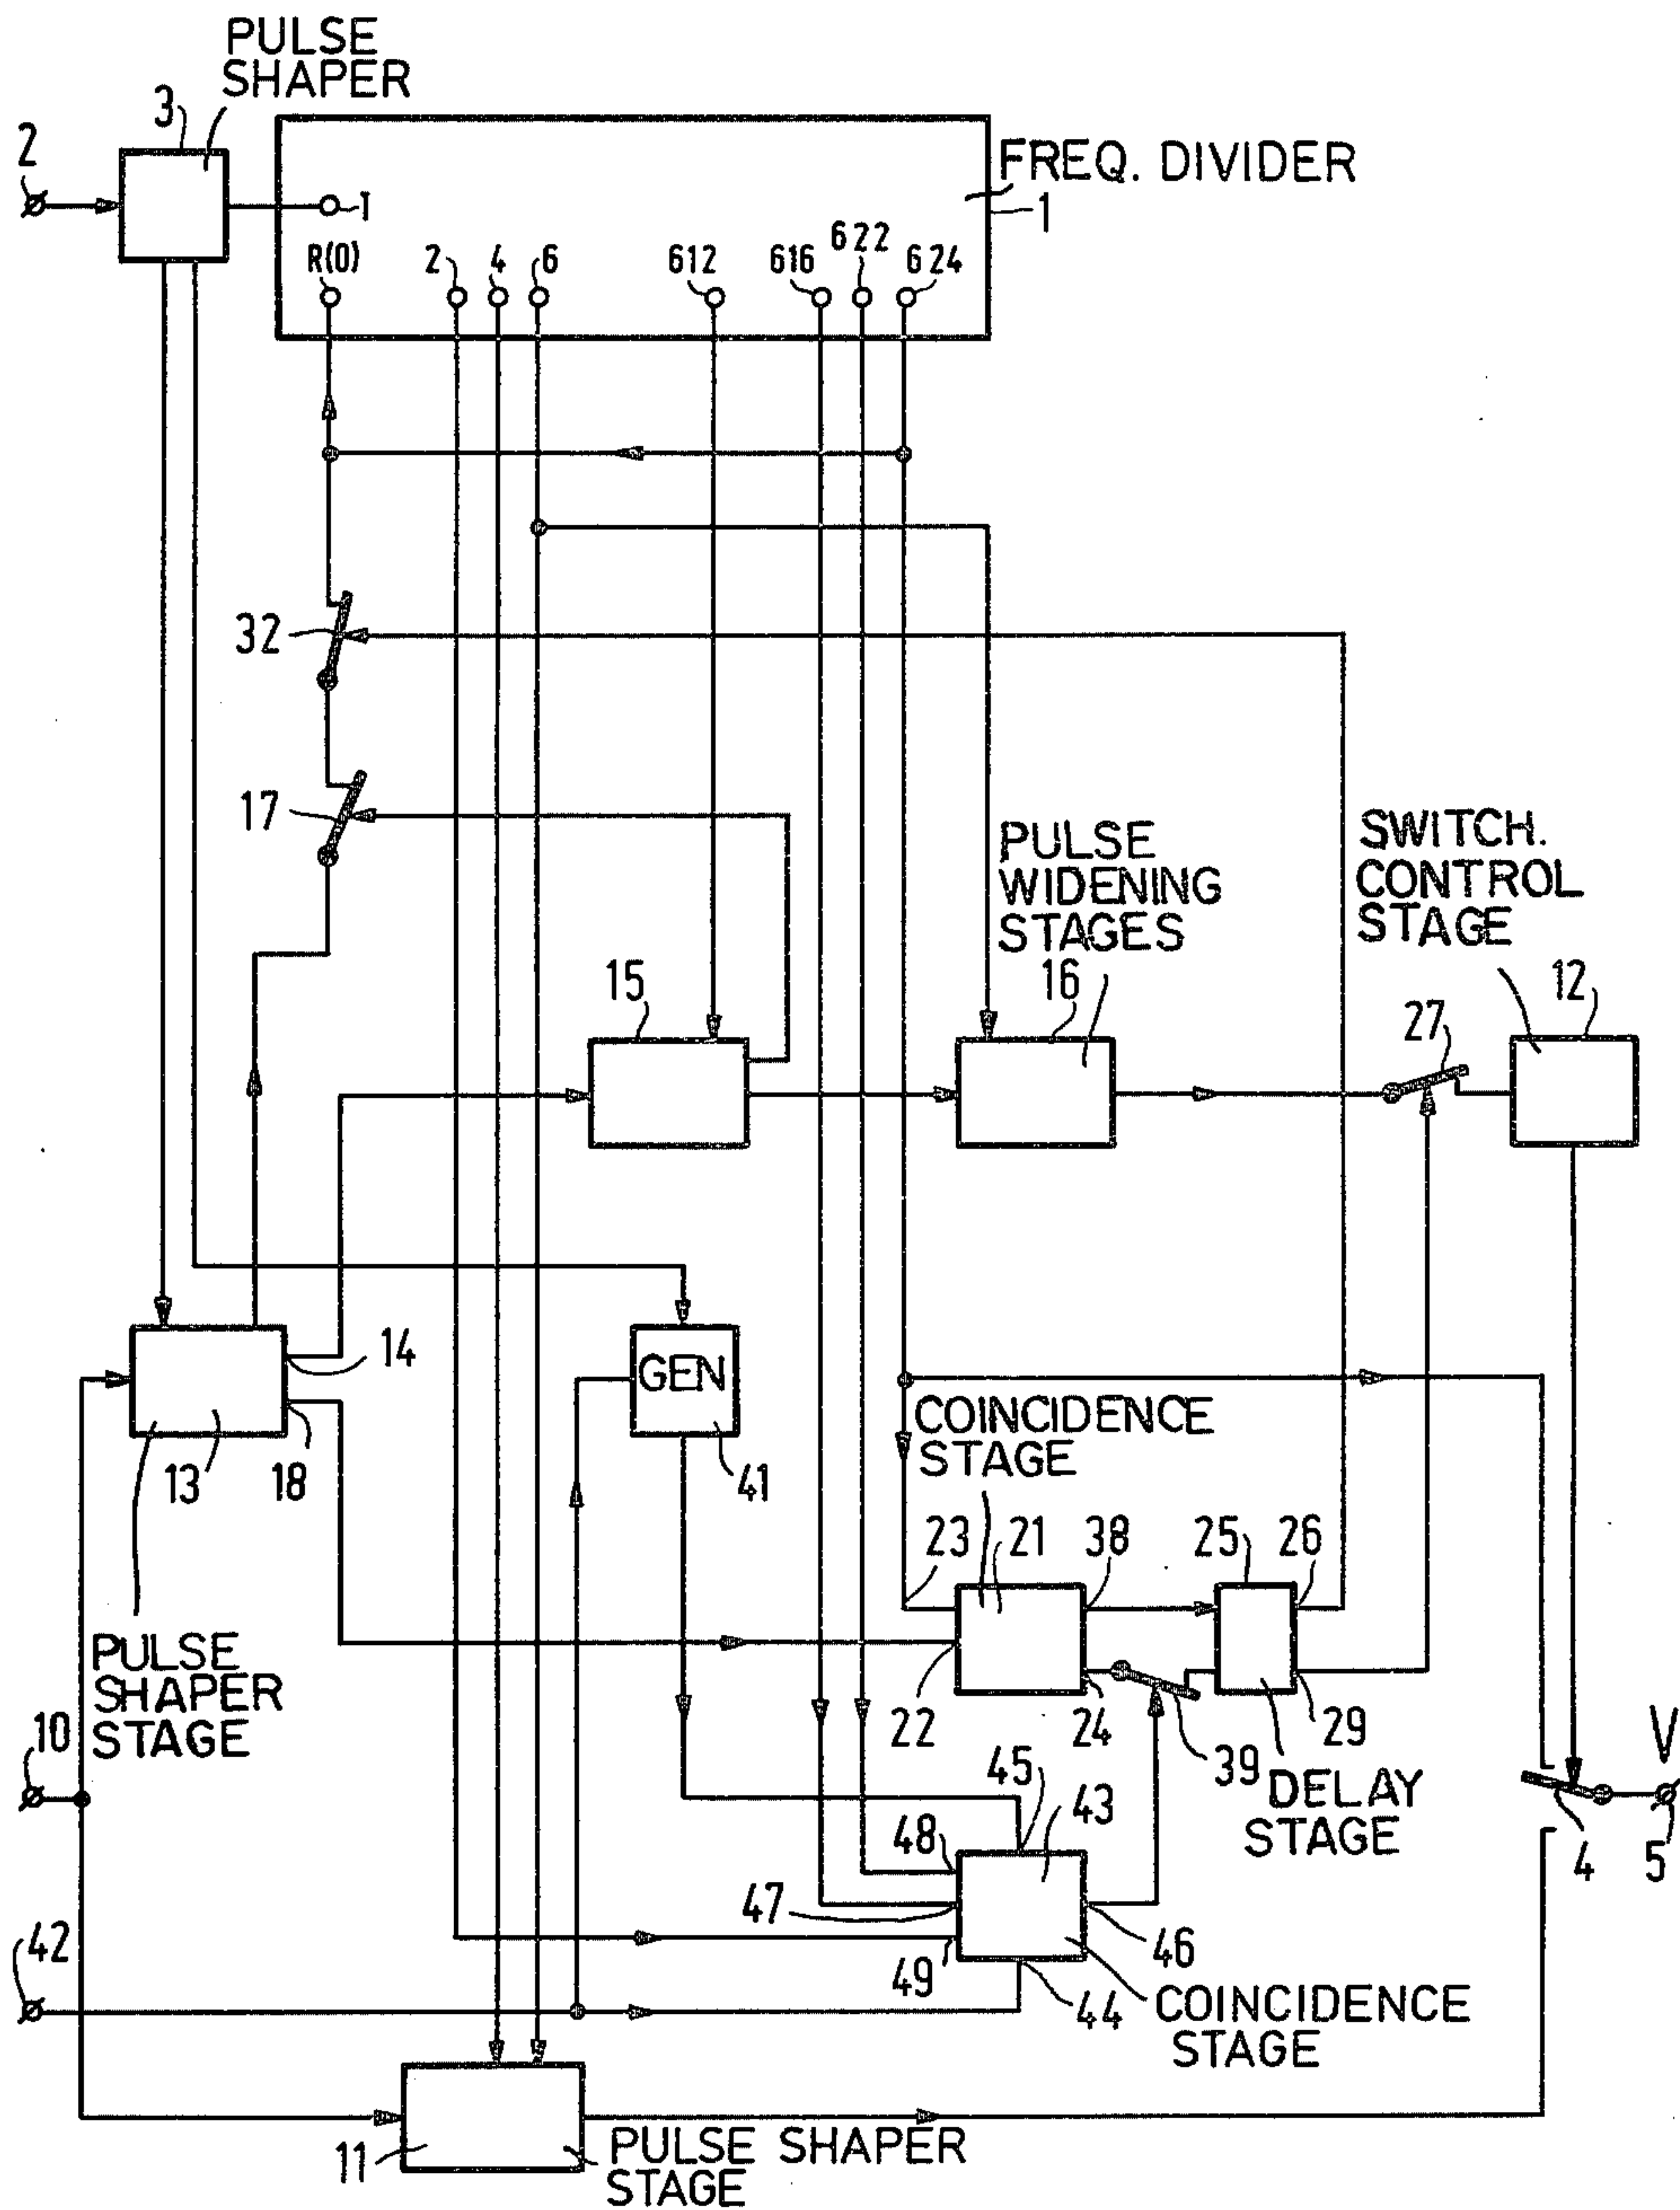 PULSE
SHAPER
3
2
FREQ. DIVIDER
T
1
R(0)
2
4
6
612
616
622
624
32
17
PULSE
WIDENING
STAGES
SWITCH.
CONTROL
STAGE
15
16
27
12
14
GEN
13
18
41
COINCIDENCE
STAGE
23
21
38
25
26
PULSE
SHAPER
STAGE
22
24
39
29
10
45
43
DELAY
STAGE
V
4
5
48
47
49
46
42
44
COINCIDENCE
STAGE
11
PULSE SHAPER
STAGE